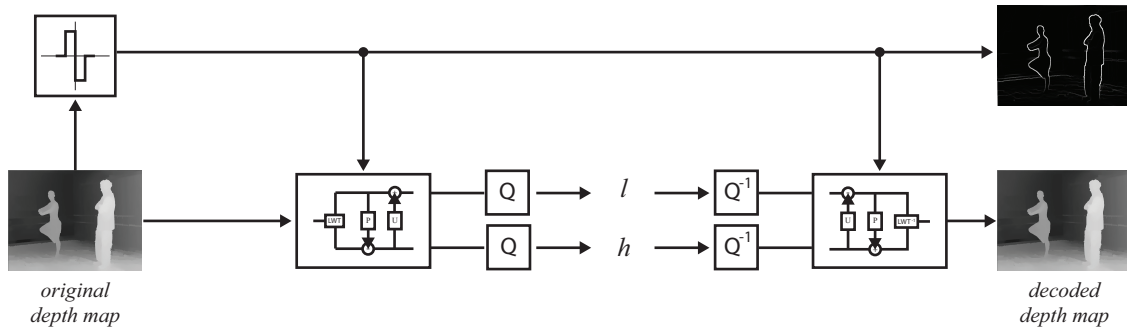 LWT
P
U
Q
l
Q-1
Q
h
Q-1
U
P
LWT-1
original
depth map
decoded
depth map